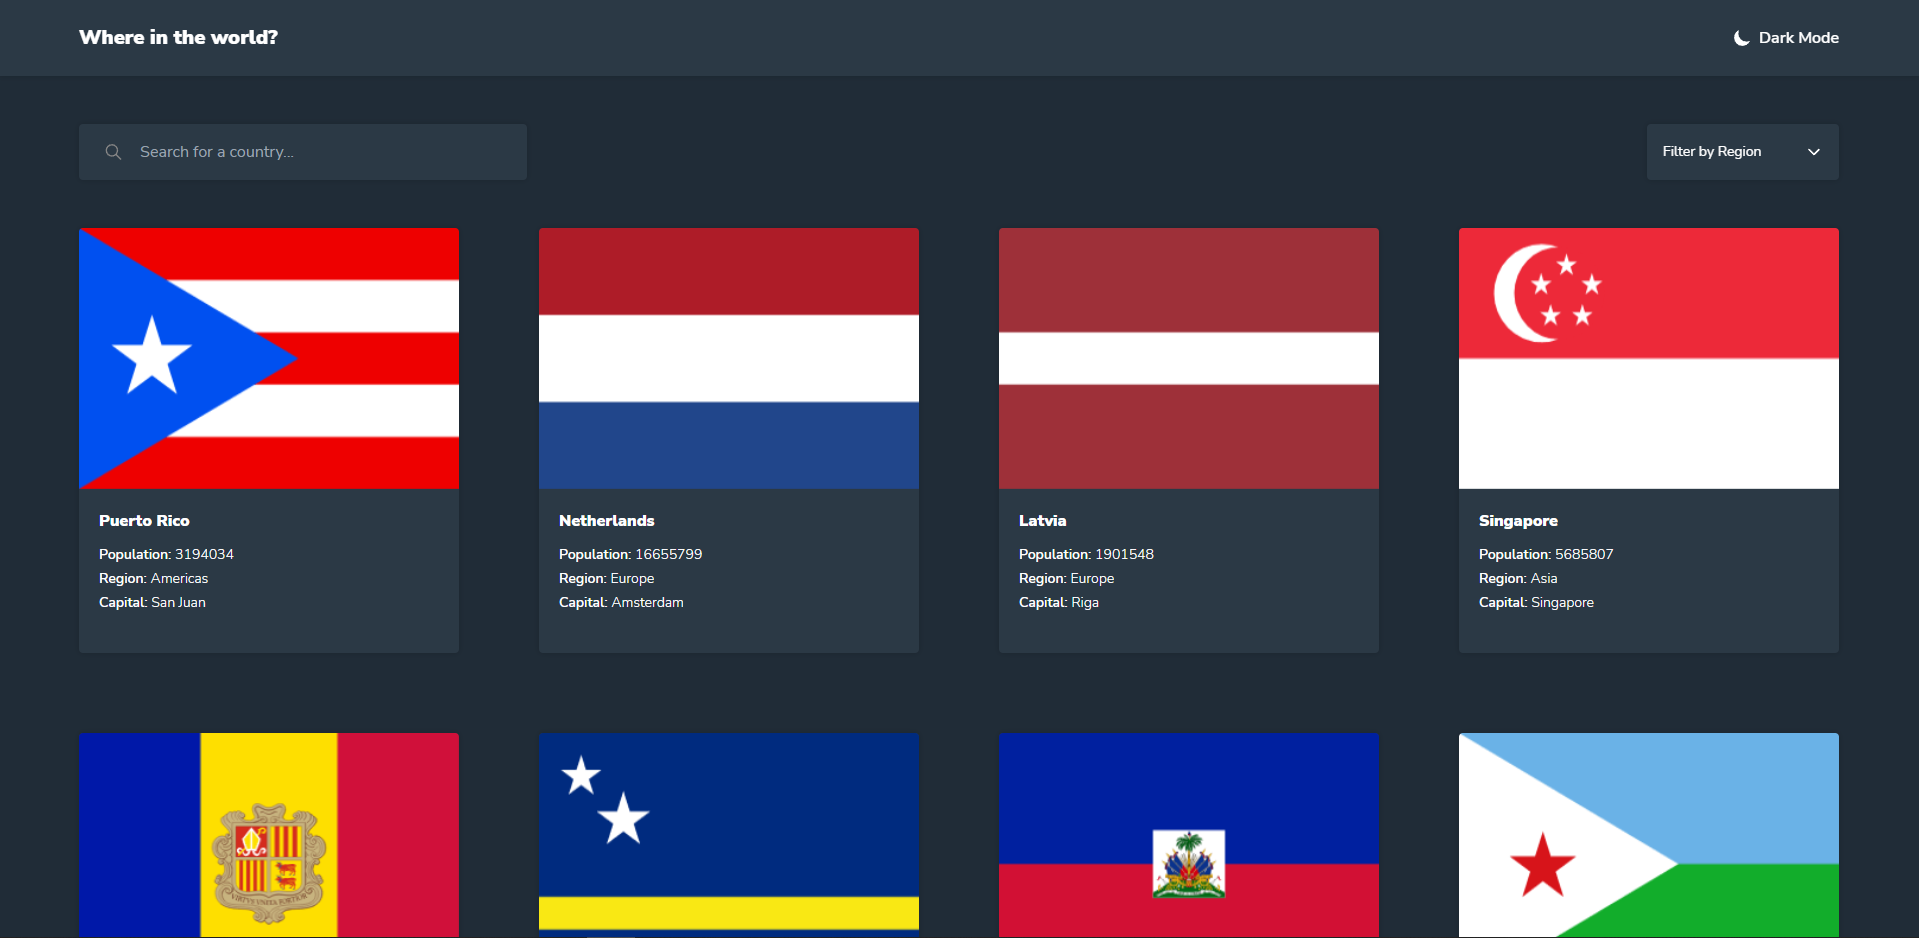 Where in the world?
Dark Mode
Search for a country...
Filter by Region
Puerto Rico
Population: 3194034
Region: Americas
Capital: San Juan
Netherlands
Population: 16655799
Region: Europe
Capital: Amsterdam
Latvia
Population: 1901548
Region: Europe
Capital: Riga
Singapore
Population: 5685807
Region: Asia
Capital: Singapore
VIRTVS VNITA FORTIOR